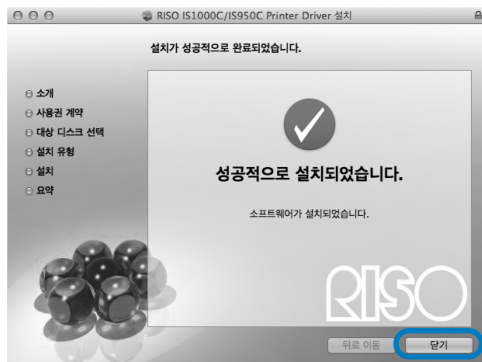 RISO IS1000C/IS950C Printer Driver 설치
설치가 성공적으로 완료되었습니다.
소개
사용권 계약
대상 디스크 선택
설치 유형
설치
요약
성공적으로 설치되었습니다.
소프트웨어가 설치되었습니다.
RISO
뒤로 이동
닫기